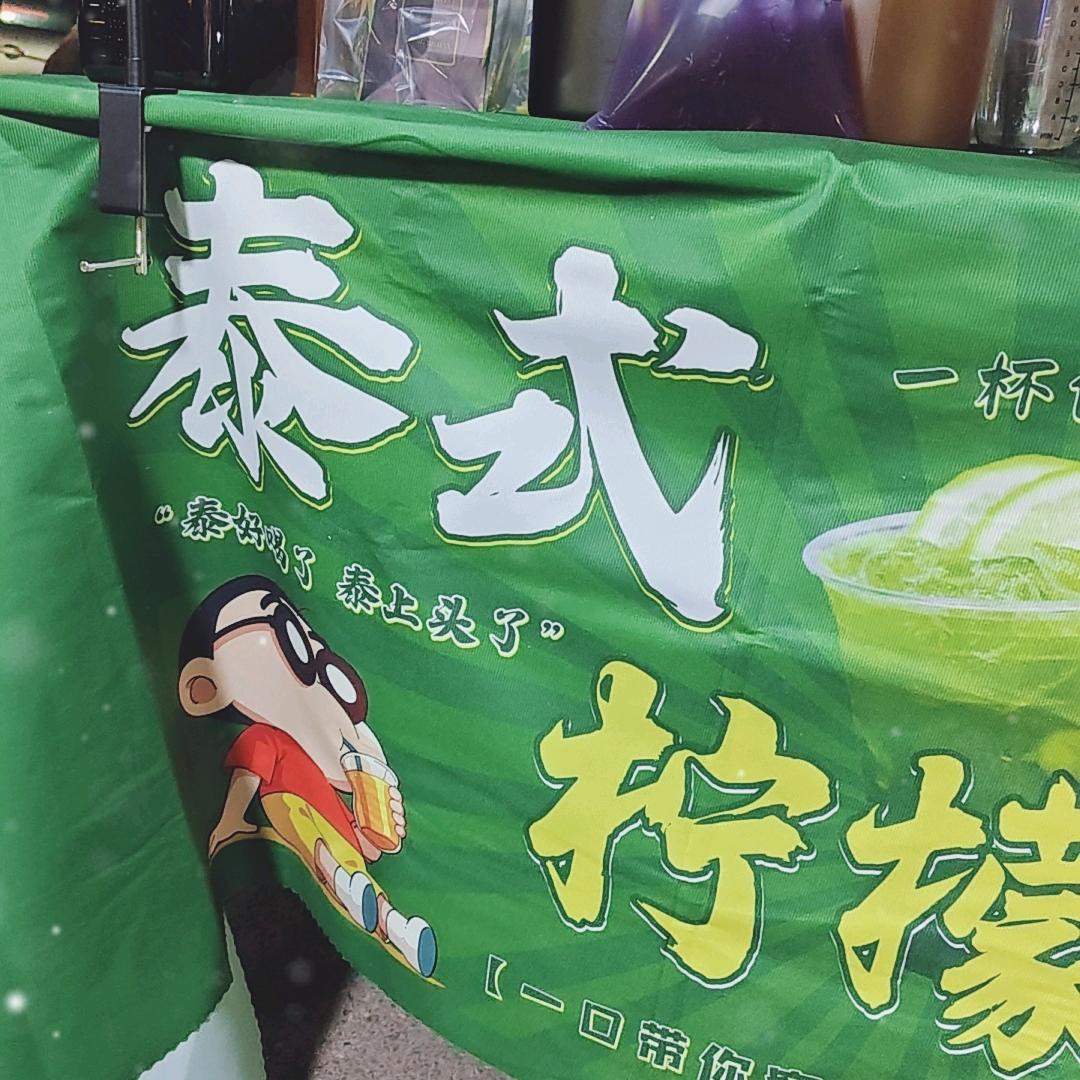 泰式
一杯
“泰好喝了 泰上头了”
柠檬
【一口带你